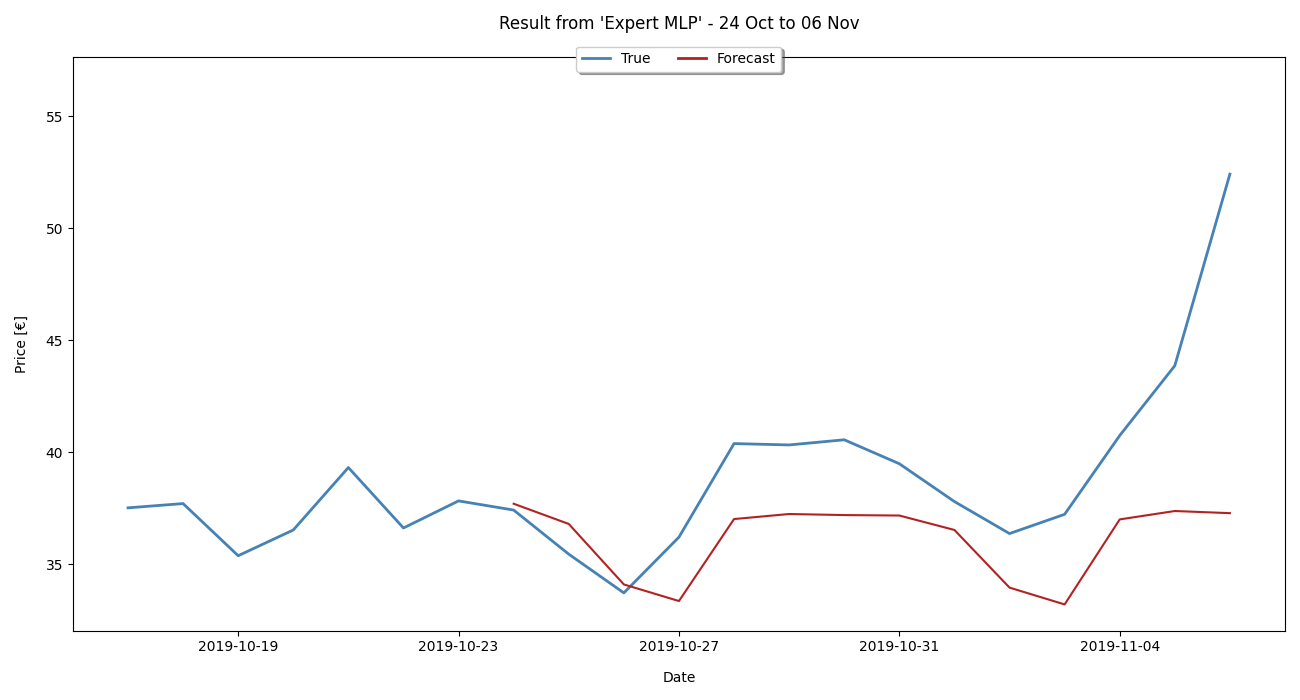 Result from 'Expert MLP' - 24 Oct to 06 Nov
True Forecast
55
50
45
40
35
Price [€]
2019-10-19 2019-10-23 2019-10-27 2019-10-31 2019-11-04
Date